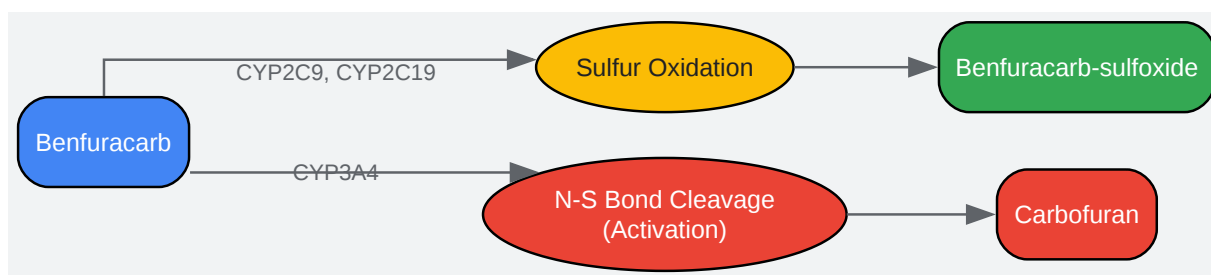 Benfuracarb
CYP2C9, CYP2C19
Sulfur Oxidation
Benfuracarb-sulfoxide
CYP3A4
N-S Bond Cleavage
(Activation)
Carbofuran